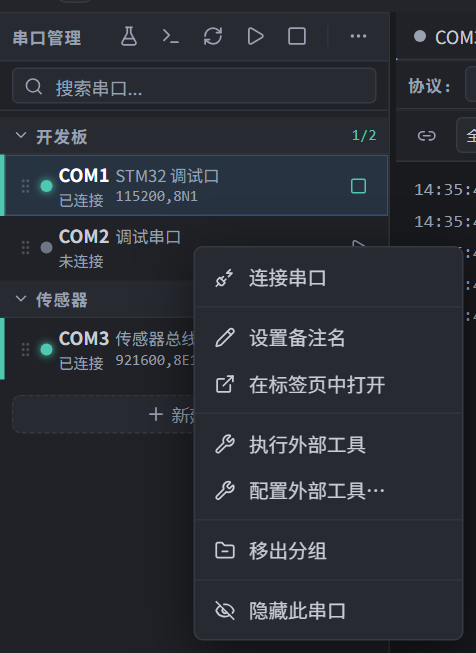 串口管理
COM
搜索串口...
协议：
开发板 1/2
COM1 STM32 调试口
已连接 115200,8N1
14:35:4
COM2 调试串口
14:35:4
未连接
连接串口
传感器
设置备注名
COM3 传感器总线
已连接 921600,8E1
在标签页中打开
执行外部工具
配置外部工具…
移出分组
隐藏此串口